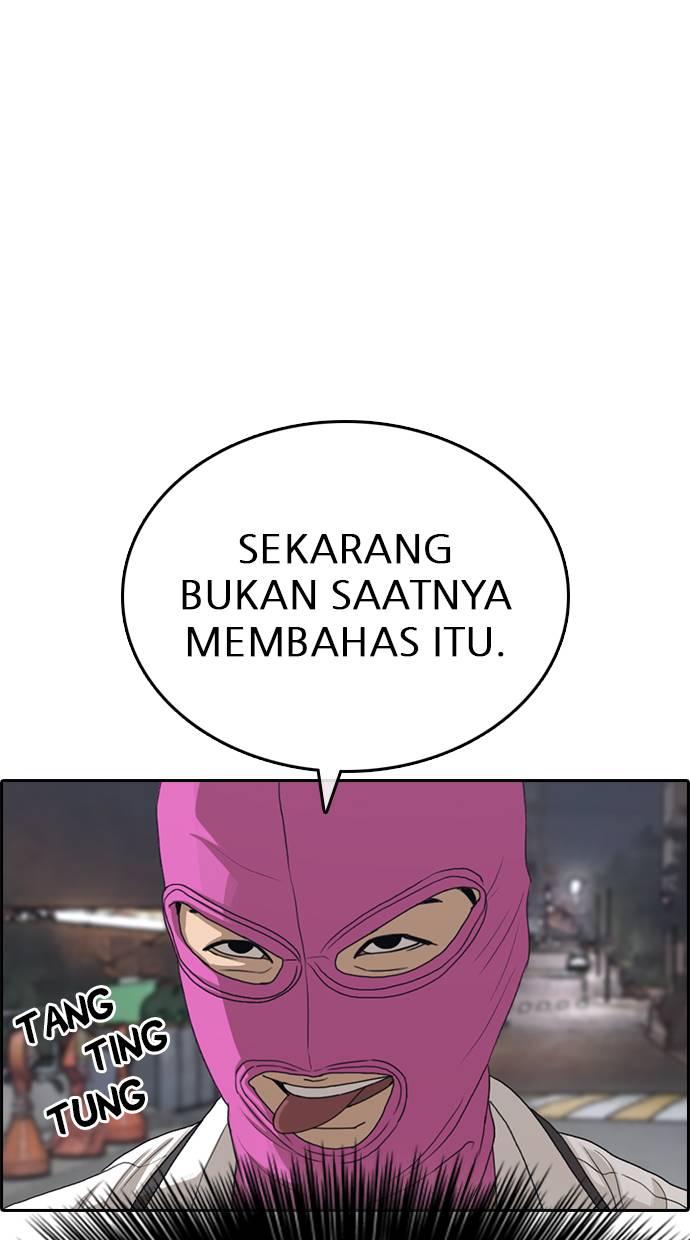 SEKARANG
BUKAN SAATNYA
MEMBAHAS ITU.
TANG
TING
TUNG